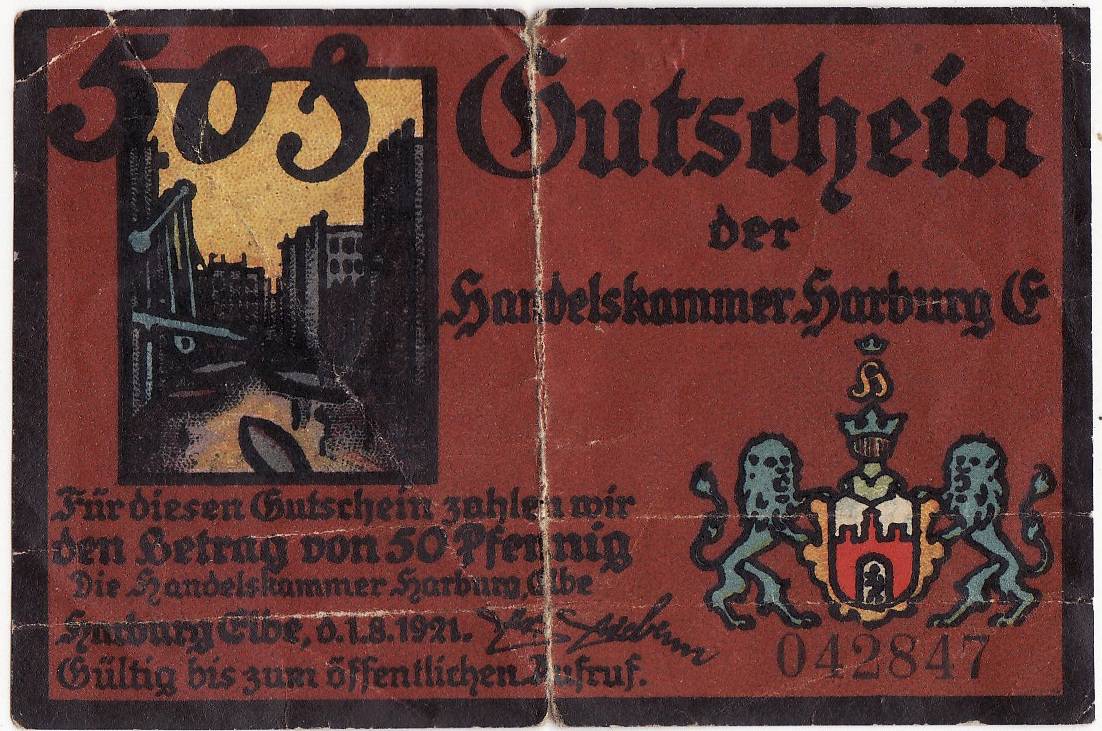 50 ₰ Gutschein
der
Handelskammer Harburg E
H
Für diesen Gutschein zahlen wir
den Betrag von 50 Pfennig
Die Handelskammer Harburg, Elbe
Harburg Elbe, d. 1.8.1921.
Gültig bis zum öffentlichen Aufruf.
042847